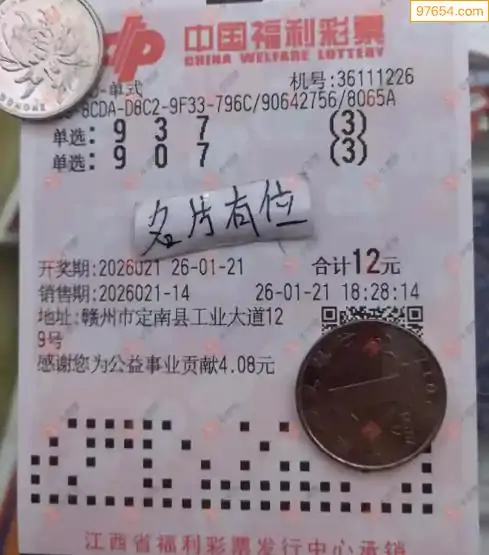 97654.com
中国福利彩票
CHINA WELFARE LOTTERY
D-单式
机号:36111226
8CDA-D8C2-9F33-796C/90642756/8065A
单选: 9 3 7 (3)
单选: 9 0 7 (3)
名片有位
开奖期:2026021 26-01-21 合计12元
销售期:2026021-14 26-01-21 18:28:14
地址:赣州市定南县工业大道12
9号
感谢您为公益事业贡献4.08元
江西省福利彩票发行中心承销